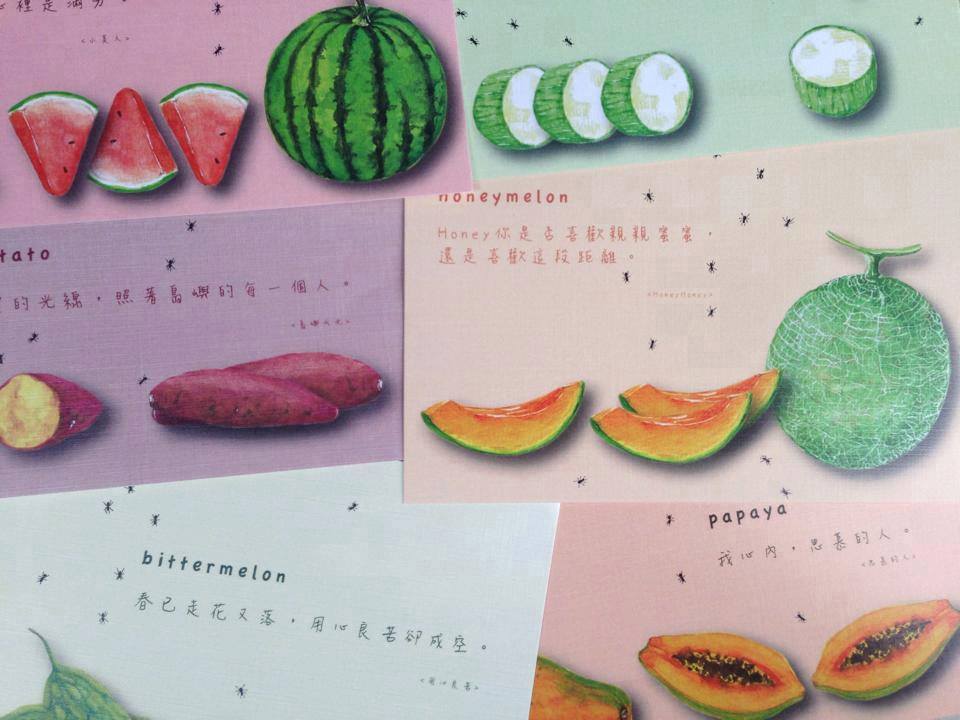 心裡是滿分。
<小美人>
tato
的光線，照著島嶼的每一個人。
<島嶼天光>
honeymelon
Honey你是否喜歡親親蜜蜜，
還是喜歡這段距離。
<HoneyHoney>
bittermelon
春已走花又落，用心良苦卻成空。
<用心良苦>
papaya
我心內，思慕的人。
<思慕的人>